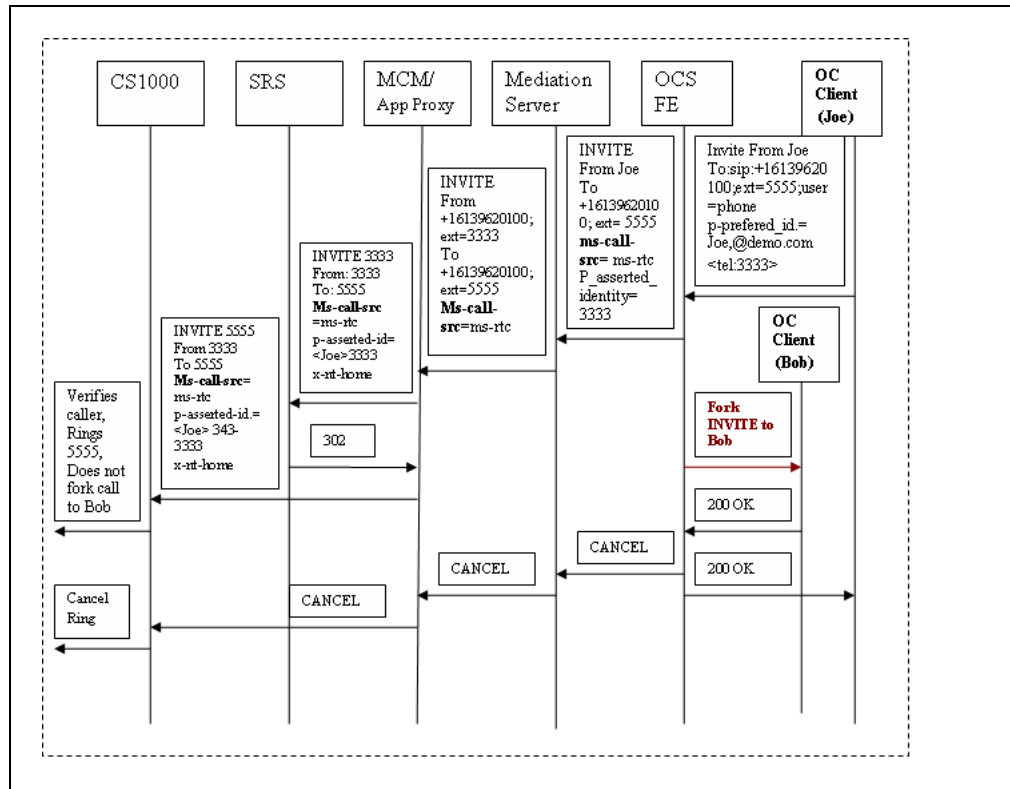 CS1000
SRS
MCM/
App Proxy
Mediation
Server
OCS
FE
OC
Client
(Joe)
Invite From Joe
To:sip:+16139620
100;ext=5555;user
=phone
p-prefered_id.=
Joe,@demo.com
<tel:3333>
INVITE
From Joe
To
+1613962010
0; ext= 5555
ms-call-
src= ms-rtc
P_asserted_
identity=
3333
INVITE
From
+16139620100;
ext=3333
To
+16139620100;
ext=5555
Ms-call-
src=ms-rtc
INVITE 3333
From: 3333
To: 5555
Ms-call-src
=ms-rtc
p-asserted-id=
<Joe>3333
x-nt-home
INVITE 5555
From 3333
To 5555
Ms-call-src=
ms-rtc
p-asserted-id.=
<Joe> 343-
3333
x-nt-home
Verifies
caller,
Rings
5555,
Does not
fork call
to Bob
302
OC
Client
(Bob)
Fork
INVITE to
Bob
200 OK
CANCEL
200 OK
CANCEL
CANCEL
Cancel
Ring